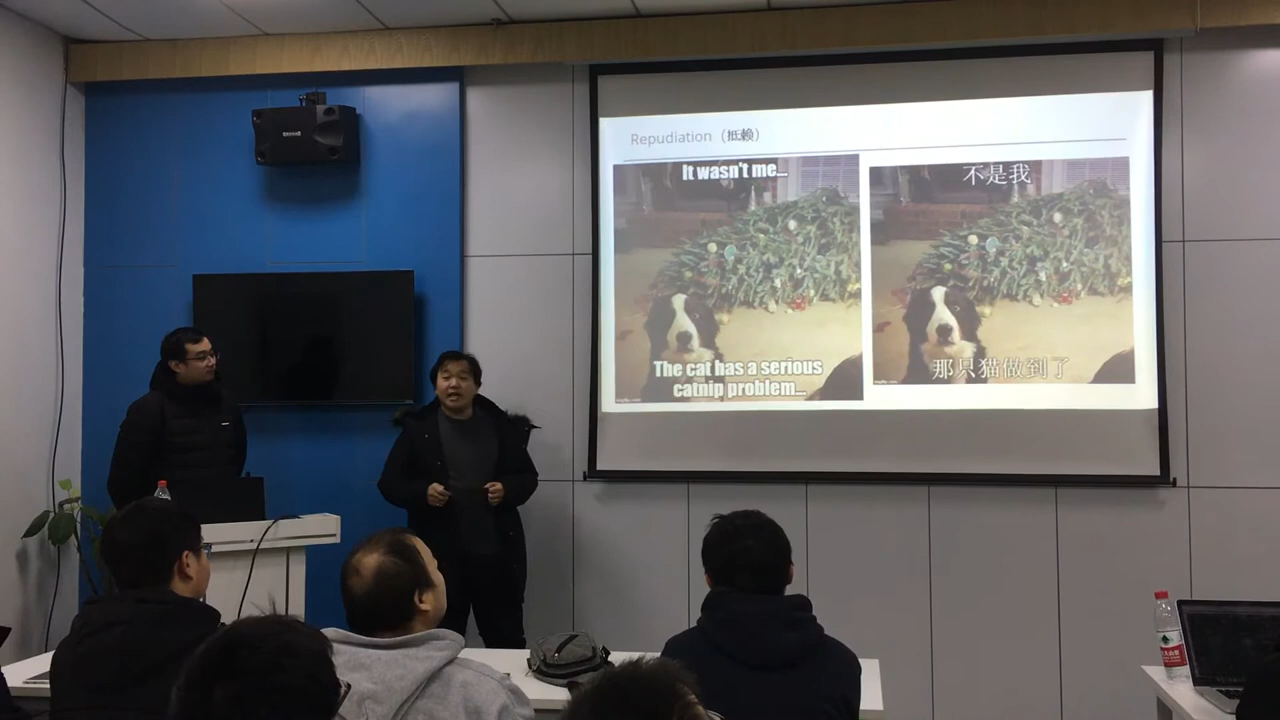 Repudiation（抵赖）
It wasn't me...
The cat has a serious
catnip problem...
不是我
那只猫做到了